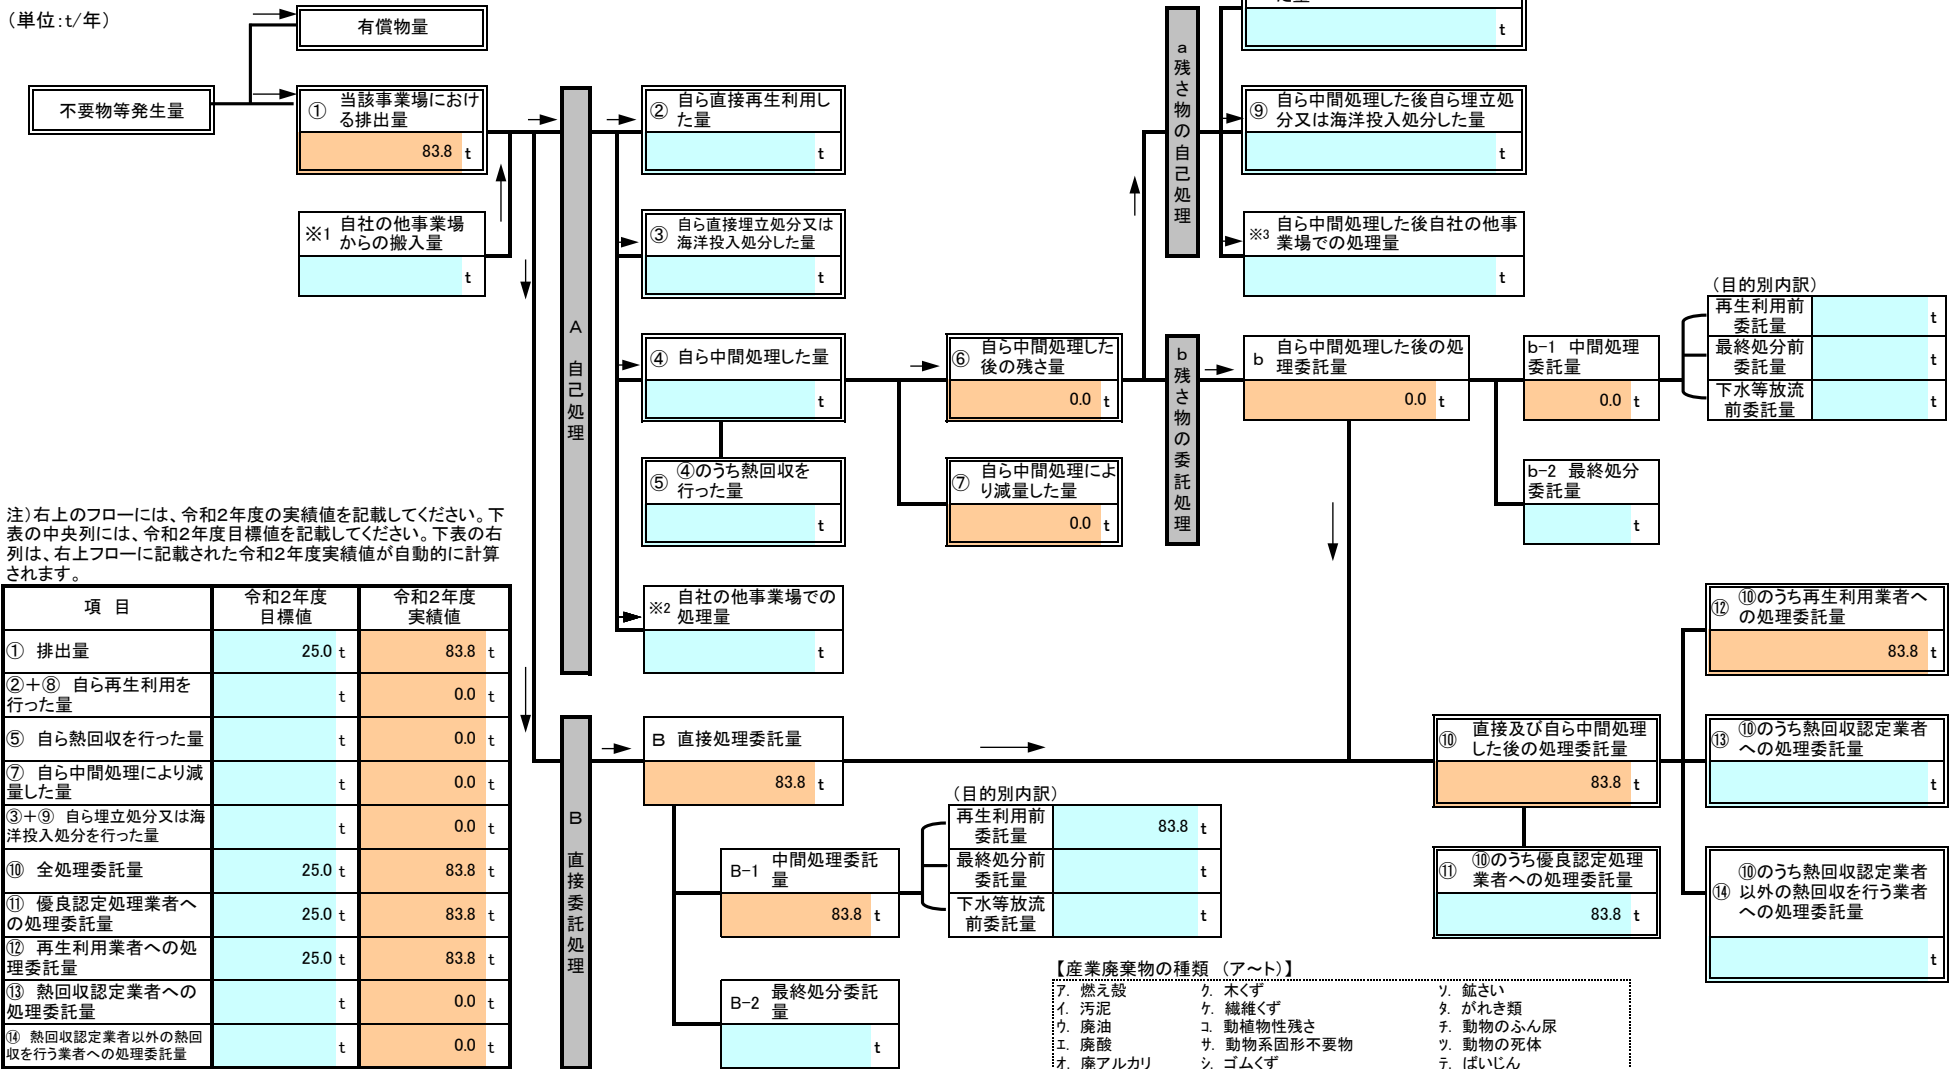 (単位:t/年)
有償物量
不要物等発生量
① 当該事業場におけ
る排出量
83.8 t
※1 自社の他事業場
からの搬入量
t
A 自己処理
② 自ら直接再生利用し
た量
t
③ 自ら直接埋立処分又は
海洋投入処分した量
t
④ 自ら中間処理した量
t
⑤ ④のうち熱回収を
行った量
t
※2 自社の他事業場での
処理量
t
⑥ 自ら中間処理した
後の残さ量
0.0 t
⑦ 自ら中間処理によ
り減量した量
0.0 t
a 残さ物の自己処理
t
⑨ 自ら中間処理した後自ら埋立処
分又は海洋投入処分した量
t
※3 自ら中間処理した後自社の他事
業場での処理量
t
b 残さ物の委託処理
b 自ら中間処理した後の処
理委託量
0.0 t
b-1 中間処理
委託量
0.0 t
b-2 最終処分
委託量
t
(目的別内訳)
再生利用前
委託量
t
最終処分前
委託量
t
下水等放流
前委託量
t
注)右上のフローには、令和2年度の実績値を記載してください。下
表の中央列には、令和2年度目標値を記載してください。下表の右
列は、右上フローに記載された令和2年度実績値が自動的に計算
されます。
項 目 令和2年度
目標値 令和2年度
実績値
① 排出量 25.0 t 83.8 t
②+⑧ 自ら再生利用を
行った量 t 0.0 t
⑤ 自ら熱回収を行った量 t 0.0 t
⑦ 自ら中間処理により減
量した量 t 0.0 t
③+⑨ 自ら埋立処分又は海
洋投入処分を行った量 t 0.0 t
⑩ 全処理委託量 25.0 t 83.8 t
⑪ 優良認定処理業者へ
の処理委託量 25.0 t 83.8 t
⑫ 再生利用業者への処
理委託量 25.0 t 83.8 t
⑬ 熱回収認定業者への
処理委託量 t 0.0 t
⑭ 熱回収認定業者以外の熱回
収を行う業者への処理委託量 t 0.0 t
B 直接委託処理
B 直接処理委託量
83.8 t
B-1 中間処理委託
量
83.8 t
B-2 最終処分委託
量
t
(目的別内訳)
再生利用前
委託量
83.8 t
最終処分前
委託量
t
下水等放流
前委託量
t
⑩ 直接及び自ら中間処理
した後の処理委託量
83.8 t
⑪ ⑩のうち優良認定処理
業者への処理委託量
83.8 t
⑫ ⑩のうち再生利用業者へ
の処理委託量
83.8 t
⑬ ⑩のうち熱回収認定業者
への処理委託量
t
⑭ ⑩のうち熱回収認定業者
以外の熱回収を行う業者
への処理委託量
t
【産業廃棄物の種類 (ア~ト)】
ア. 燃え殻 ク. 木くず ソ. 鉱さい
イ. 汚泥 ケ. 繊維くず タ. がれき類
ウ. 廃油 コ. 動植物性残さ チ. 動物のふん尿
エ. 廃酸 サ. 動物系固形不要物 ツ. 動物の死体
オ. 廃アルカリ シ. ゴムくず テ. ばいじん